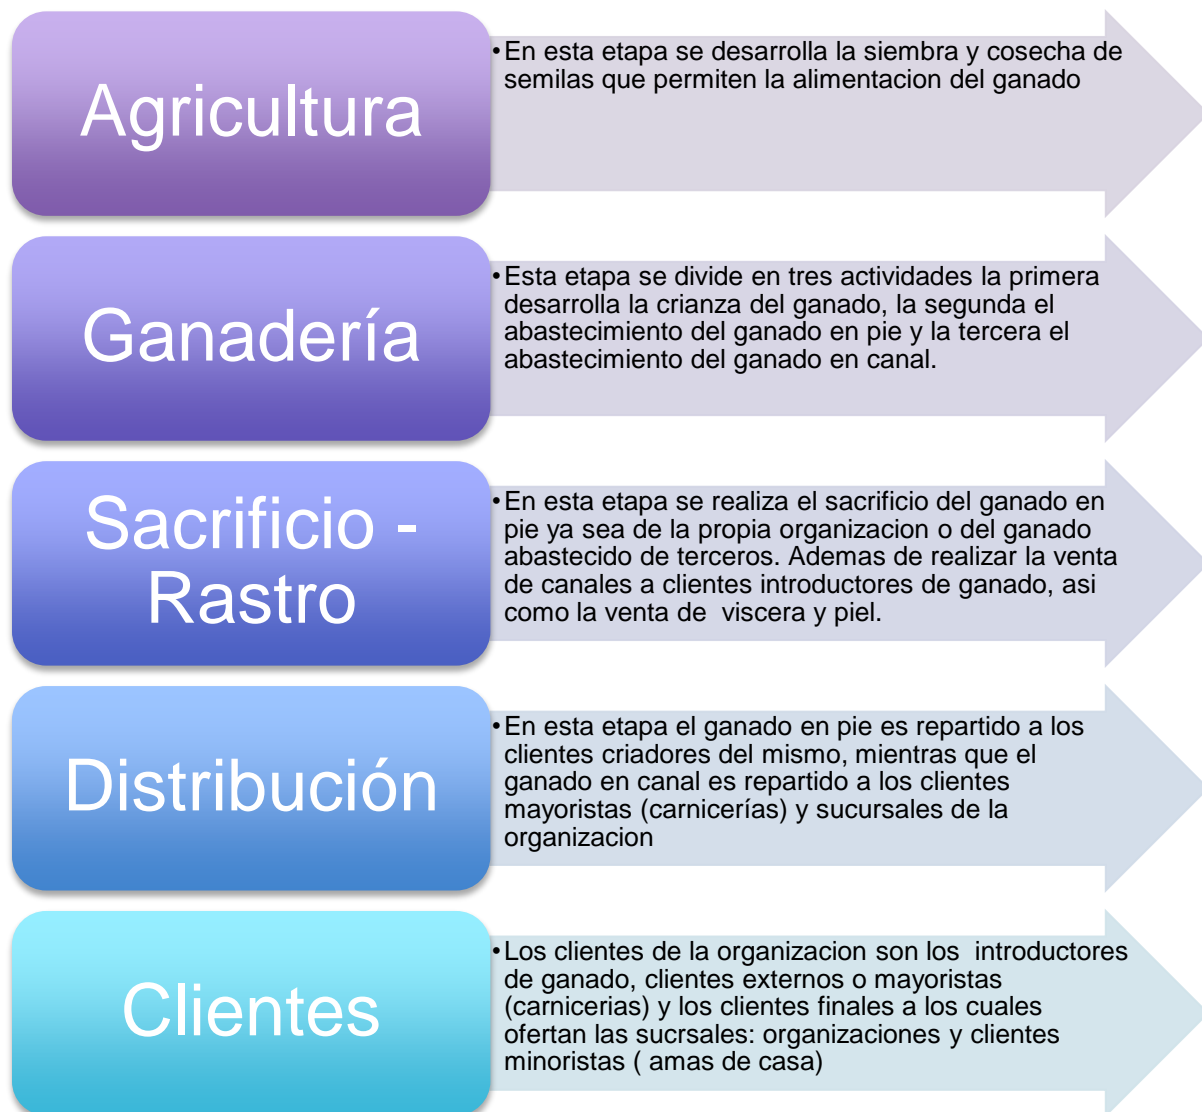 Agricultura
•En esta etapa se desarrolla la siembra y cosecha de
semilas que permiten la alimentacion del ganado
Ganadería
•Esta etapa se divide en tres actividades la primera
desarrolla la crianza del ganado, la segunda el
abastecimiento del ganado en pie y la tercera el
abastecimiento del ganado en canal.
Sacrificio -
Rastro
•En esta etapa se realiza el sacrificio del ganado en
pie ya sea de la propia organizacion o del ganado
abastecido de terceros. Ademas de realizar la venta
de canales a clientes introductores de ganado, asi
como la venta de  viscera y piel.
Distribución
•En esta etapa el ganado en pie es repartido a los
clientes criadores del mismo, mientras que el
ganado en canal es repartido a los clientes
mayoristas (carnicerías) y sucursales de la
organizacion
Clientes
•Los clientes de la organizacion son los  introductores
de ganado, clientes externos o mayoristas
(carnicerias) y los clientes finales a los cuales
ofertan las sucrsales: organizaciones y clientes
minoristas ( amas de casa)